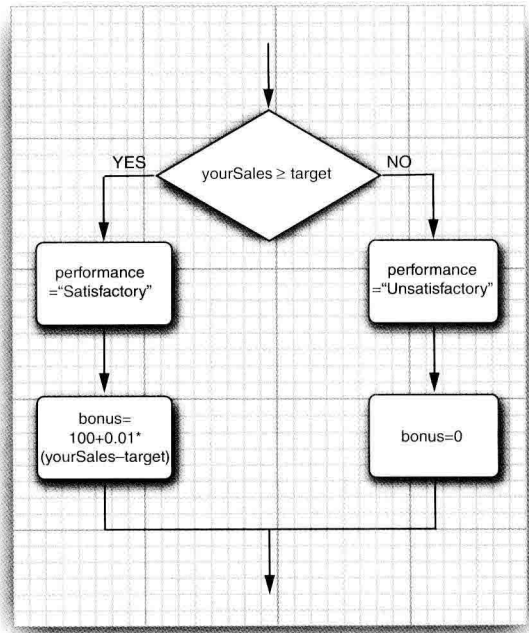 yourSales ≥ target
YES
NO
performance
=“Satisfactory”
performance
=“Unsatisfactory”
bonus=
100+0.01*
(yourSales–target)
bonus=0